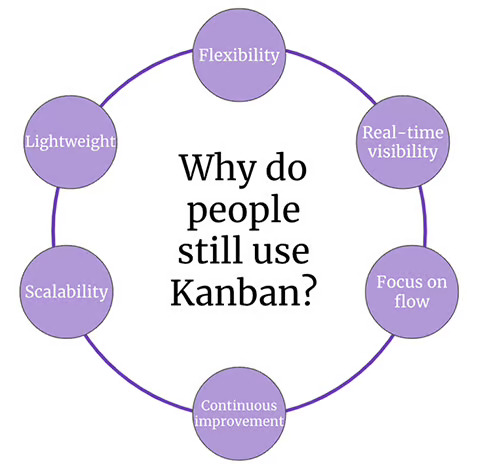 Flexibility
Real-time
visibility
Focus on
flow
Continuous
improvement
Scalability
Lightweight
Why do
people
still use
Kanban?